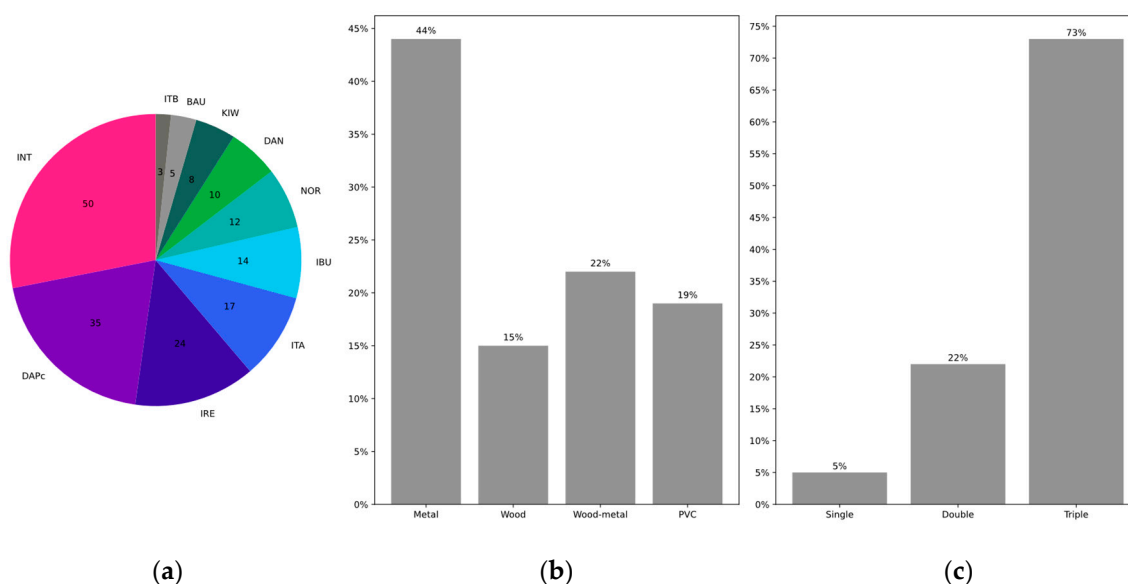 ITB
BAU
KIW
DAN
NOR
IBU
ITA
IRE
DAPc
INT
3
5
8
10
12
14
17
24
35
50
(a)
45%
40%
35%
30%
25%
20%
15%
10%
5%
0%
44%
15%
22%
19%
Metal Wood Wood-metal PVC
(b)
75%
70%
65%
60%
55%
50%
45%
40%
35%
30%
25%
20%
15%
10%
5%
0%
5%
22%
73%
Single Double Triple
(c)